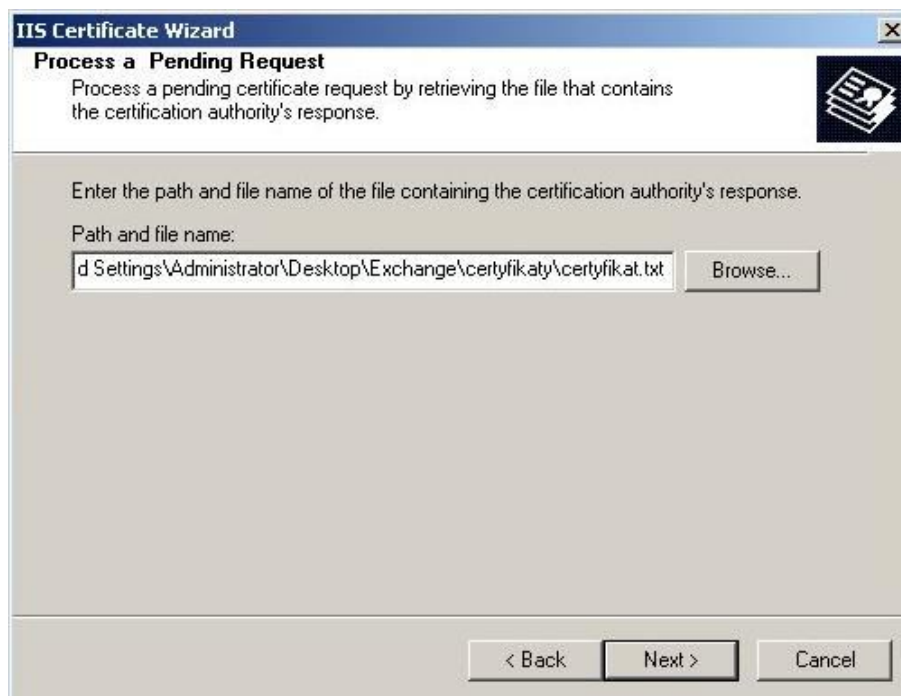 IIS Certificate Wizard
Process a Pending Request
Process a pending certificate request by retrieving the file that contains
the certification authority's response.
Enter the path and file name of the file containing the certification authority's response.
Path and file name:
d Settings\Administrator\Desktop\Exchange\certyfikaty\certyfikat.txt
Browse...
< Back
Next >
Cancel